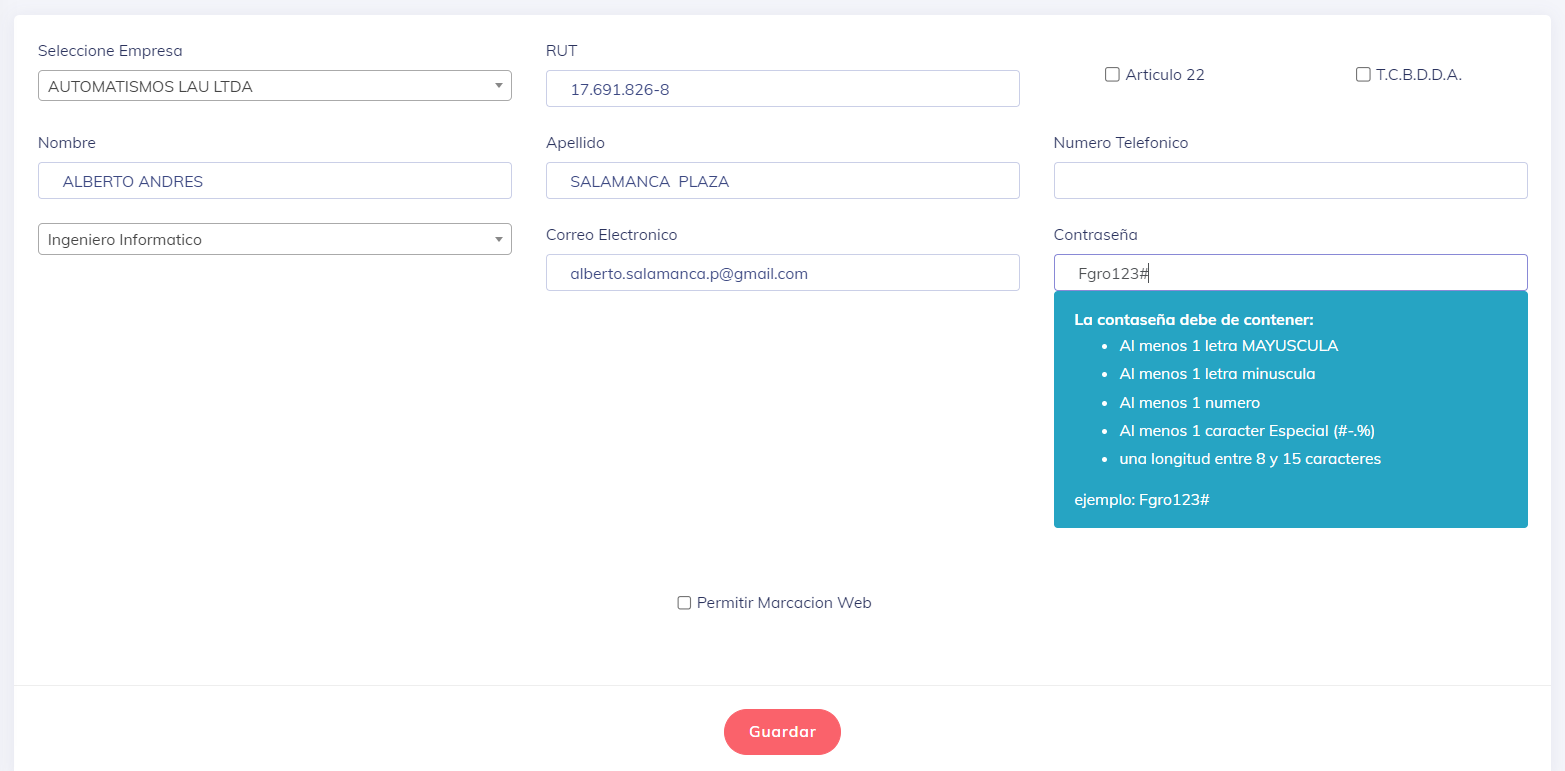 Seleccione Empresa
AUTOMATISMOS LAU LTDA
RUT
17.691.826-8
Articulo 22
T.C.B.D.D.A.
Nombre
ALBERTO ANDRES
Apellido
SALAMANCA  PLAZA
Numero Telefonico
Ingeniero Informatico
Correo Electronico
alberto.salamanca.p@gmail.com
Contraseña
Fgro123#
La contaseña debe de contener:
• Al menos 1 letra MAYUSCULA
• Al menos 1 letra minuscula
• Al menos 1 numero
• Al menos 1 caracter Especial (#-.%)
• una longitud entre 8 y 15 caracteres
ejemplo: Fgro123#
Permitir Marcacion Web
Guardar